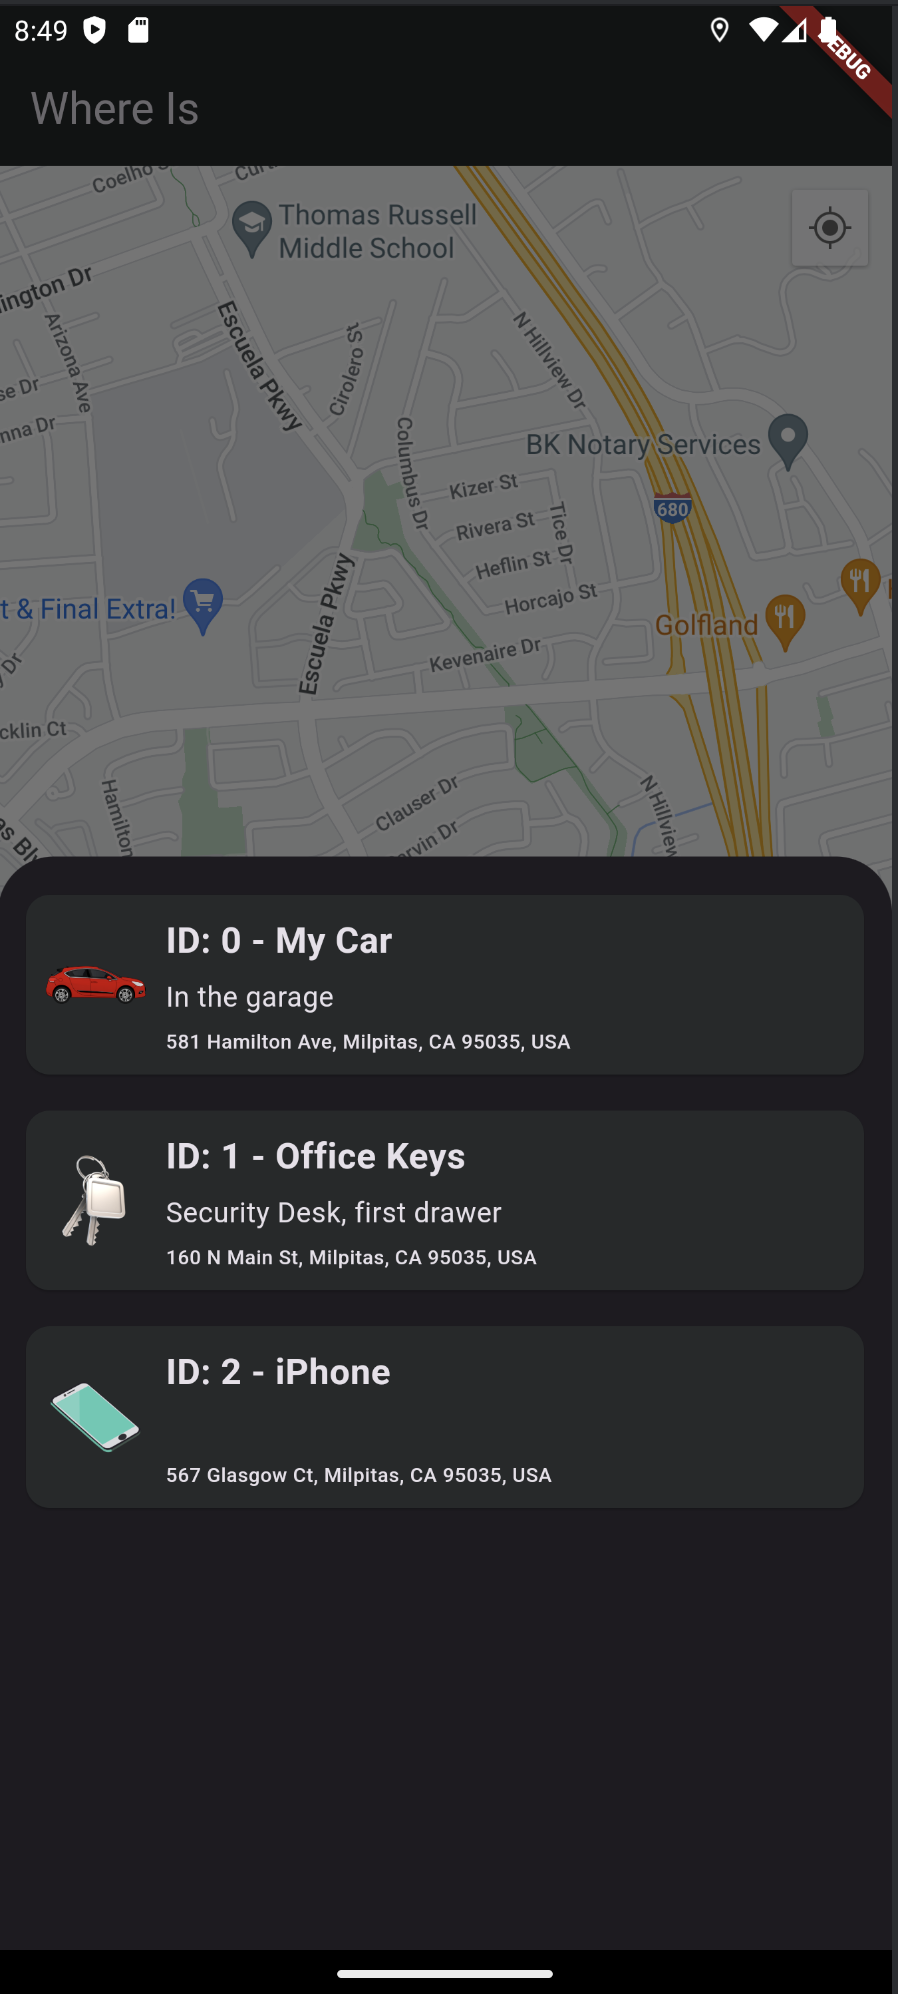 8:49
DEBUG
Where Is
Coelho
Thomas Russell
Middle School
ington Dr
Arizona Ave
Escuela Pkwy
Cirolero St
N Hillview Dr
se Dr
nna Dr
Columbus Dr
BK Notary Services
Kizer St
680
Rivera St
Tice Dr
Heflin St
Horcajo St
t & Final Extra!
Escuela Pkwy
Golfland
Kevenaire Dr
Dr
cklin Ct
Hamilton
Clauser Dr
N Hillview
arvin Dr
as Blv
ID: 0 - My Car
In the garage
581 Hamilton Ave, Milpitas, CA 95035, USA
ID: 1 - Office Keys
Security Desk, first drawer
160 N Main St, Milpitas, CA 95035, USA
ID: 2 - iPhone
567 Glasgow Ct, Milpitas, CA 95035, USA